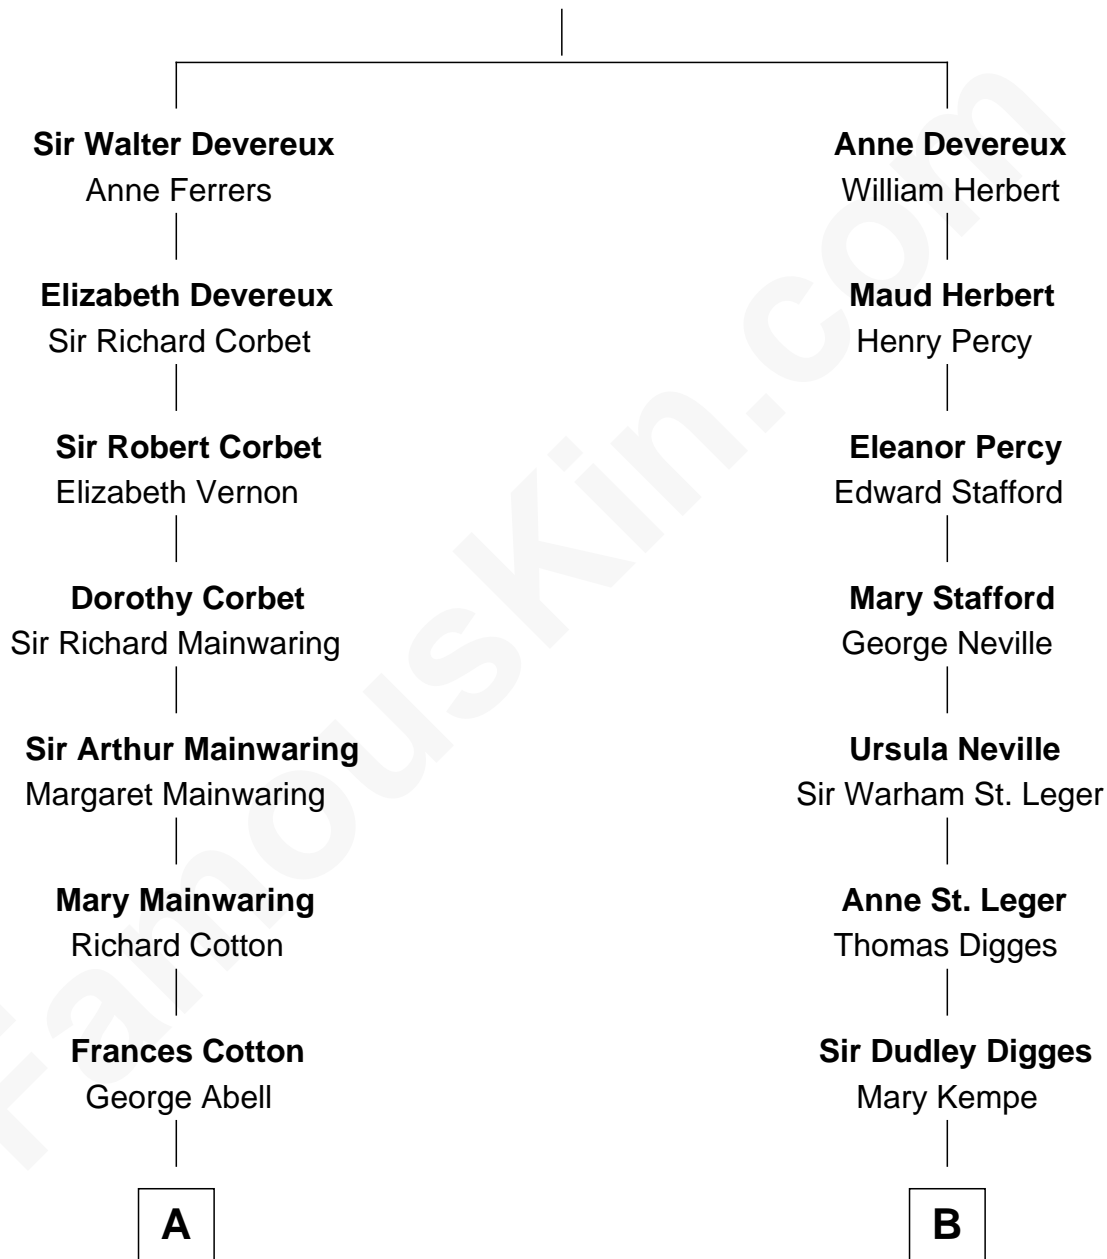 Sir Walter Devereux
Anne Ferrers
Anne Devereux
William Herbert
Elizabeth Devereux
Sir Richard Corbet
Maud Herbert
Henry Percy
Sir Robert Corbet
Elizabeth Vernon
Eleanor Percy
Edward Stafford
Dorothy Corbet
Sir Richard Mainwaring
Mary Stafford
George Neville
Sir Arthur Mainwaring
Margaret Mainwaring
Ursula Neville
Sir Warham St. Leger
Mary Mainwaring
Richard Cotton
Anne St. Leger
Thomas Digges
Frances Cotton
George Abell
Sir Dudley Digges
Mary Kempe
A
B
FamousKin.com